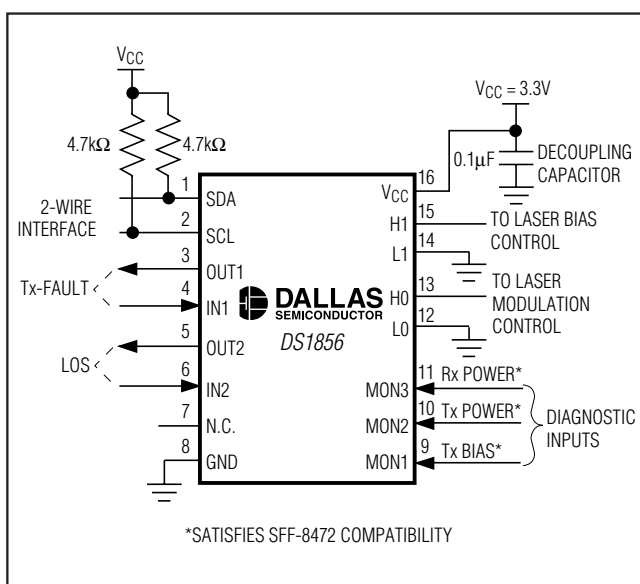 VCC
4.7kΩ
4.7kΩ
2-WIRE
INTERFACE
Tx-FAULT
LOS
1
2
3
4
5
6
7
8
SDA
SCL
OUT1
IN1
OUT2
IN2
N.C.
GND
DALLAS
SEMICONDUCTOR
DS1856
VCC
H1
L1
H0
L0
MON3
MON2
MON1
16
15
14
13
12
11
10
9
VCC = 3.3V
0.1µF
DECOUPLING
CAPACITOR
TO LASER BIAS
CONTROL
TO LASER
MODULATION
CONTROL
Rx POWER*
Tx POWER*
Tx BIAS*
DIAGNOSTIC
INPUTS
*SATISFIES SFF-8472 COMPATIBILITY